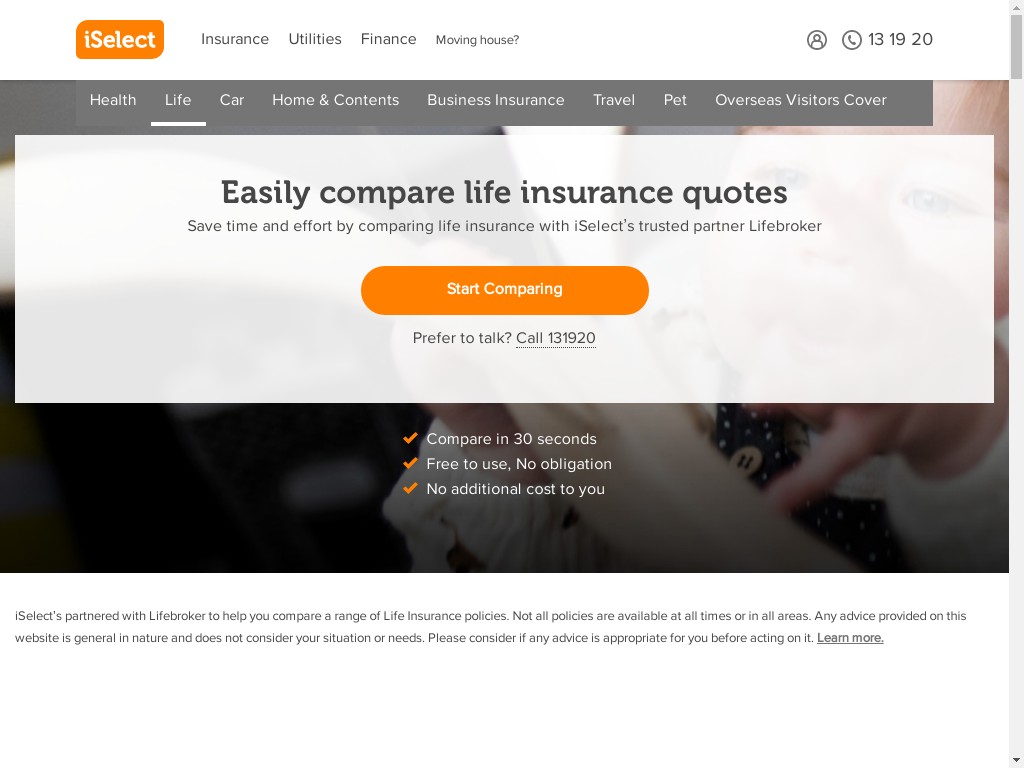 iSelect
Insurance Utilities Finance Moving house? 13 19 20
Health Life Car Home & Contents Business Insurance Travel Pet Overseas Visitors Cover
Easily compare life insurance quotes
Save time and effort by comparing life insurance with iSelect's trusted partner Lifebroker
Start Comparing
Prefer to talk? Call 131920
Compare in 30 seconds
Free to use, No obligation
No additional cost to you
iSelect's partnered with Lifebroker to help you compare a range of Life Insurance policies. Not all policies are available at all times or in all areas. Any advice provided on this
website is general in nature and does not consider your situation or needs. Please consider if any advice is appropriate for you before acting on it. Learn more.